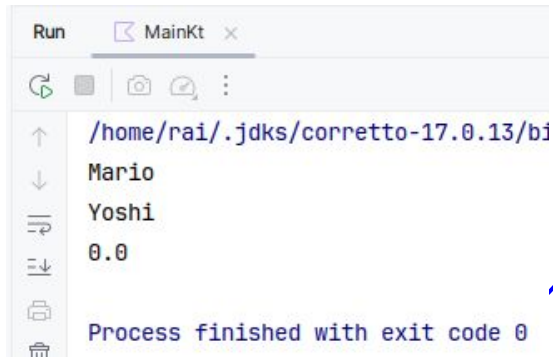 Run MainKt
/home/rai/.jdks/corretto-17.0.13/bi
Mario
Yoshi
0.0
Process finished with exit code 0